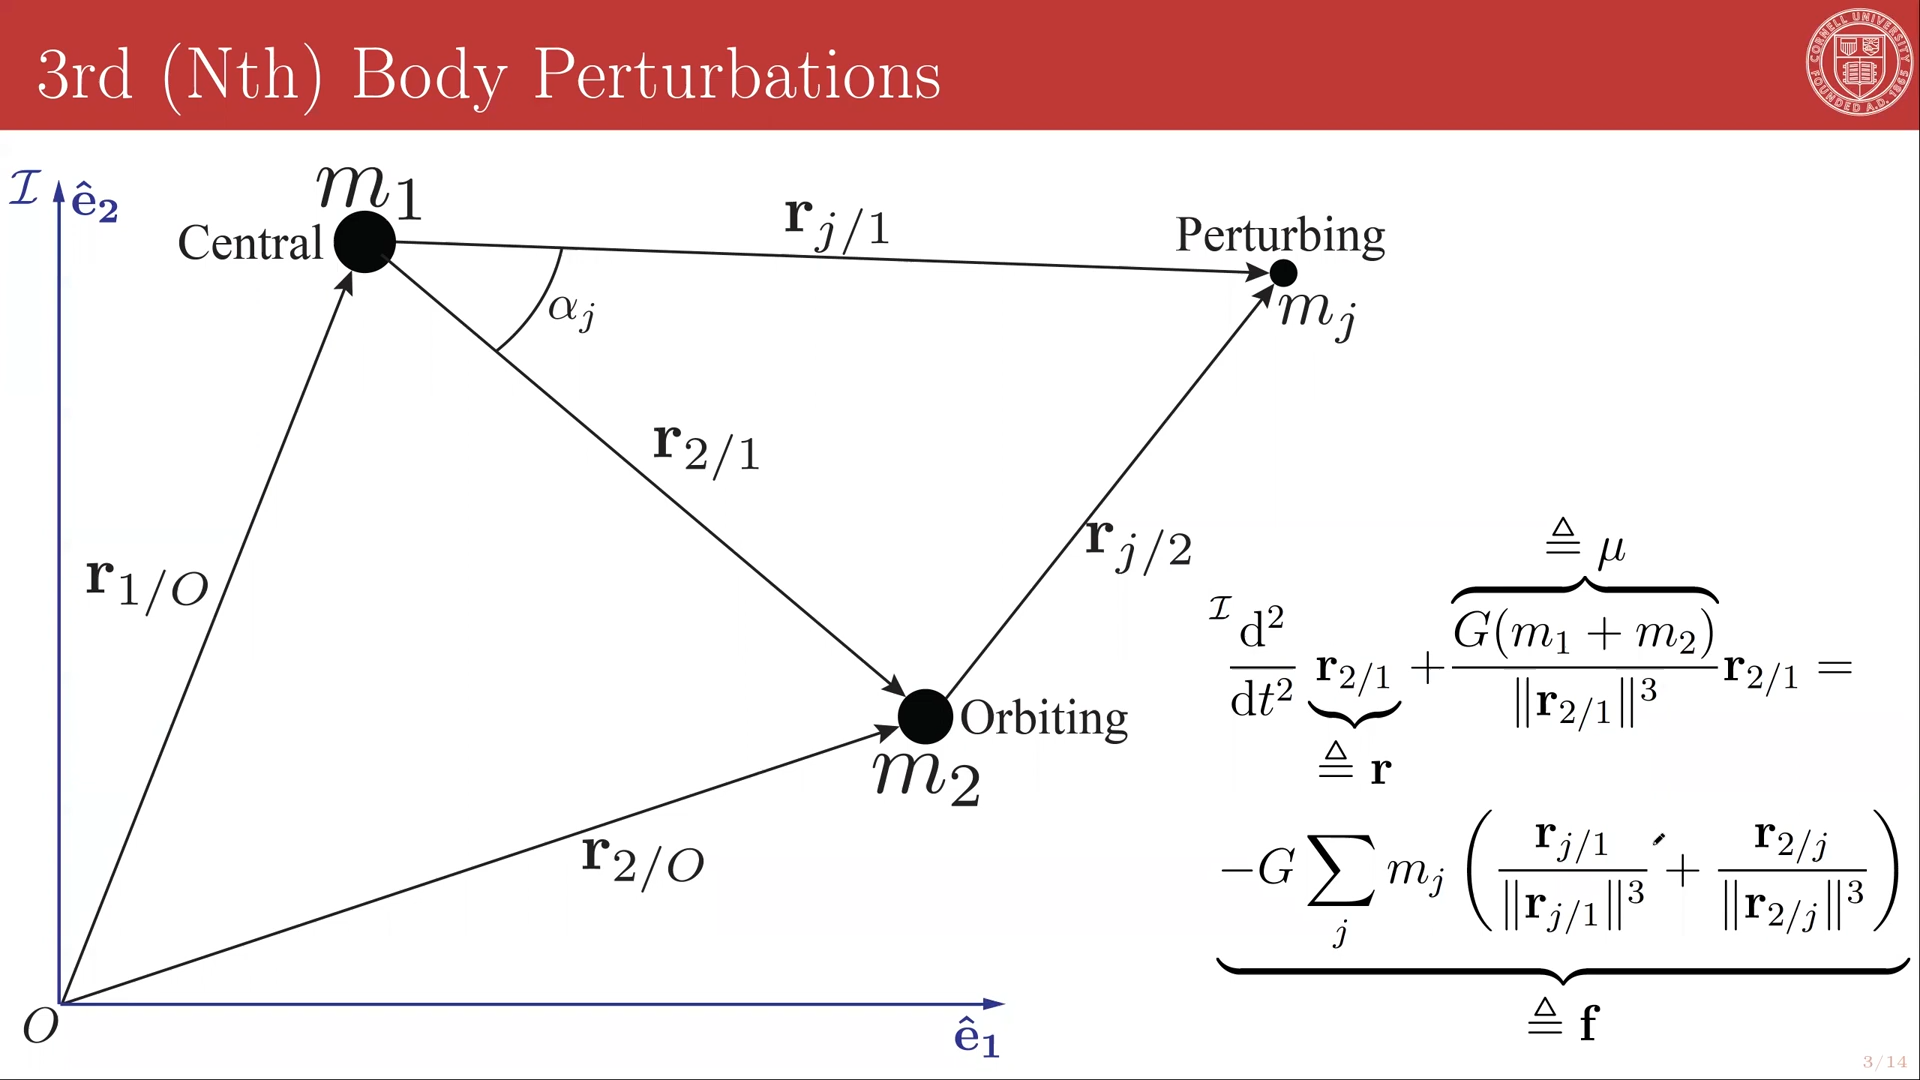 3rd (Nth) Body Perturbations
CORNELL UNIVERSITY
FOUNDED A.D. 1865
ℐ
ê₂
m₁
Central
r_{j/1}
Perturbing
m_j
α_j
r_{2/1}
r_{1/O}
r_{j/2}
Orbiting
m₂
r_{2/O}
O
ê₁
≜ μ
ℐ d²/dt² r_{2/1} + G(m₁ + m₂)/‖r_{2/1}‖³ r_{2/1} =
≜ r
−G ∑_j m_j ( r_{j/1}/‖r_{j/1}‖³ + r_{2/j}/‖r_{2/j}‖³ )
≜ f
3/14